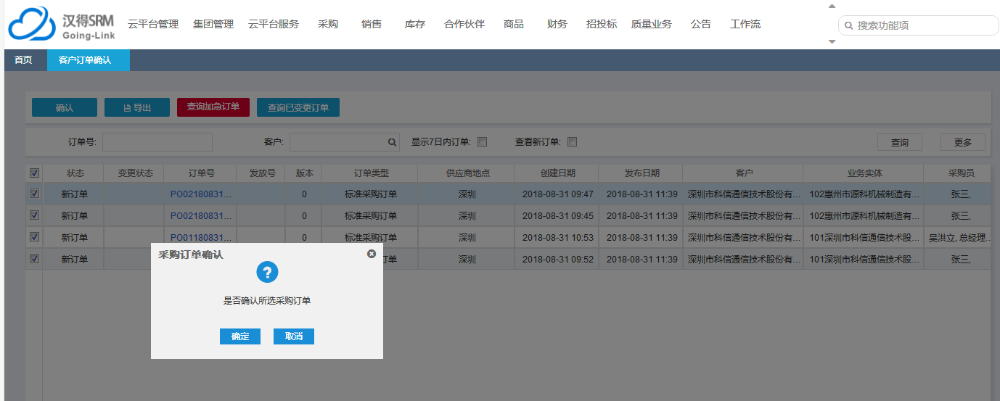 汉得SRM
Going-Link
云平台管理 集团管理 云平台服务 采购 销售 库存 合作伙伴 商品 财务 招投标 质量业务 公告 工作流 搜索功能项
首页 客户订单确认
确认 导出 查询加急订单 查询已变更订单
订单号: 客户: 显示7日内订单: 查看新订单: 查询 更多
状态 变更状态 订单号 发放号 版本 订单类型 供应商地点 创建日期 发布日期 客户 业务实体 采购员
新订单 PO02180831... 0 标准采购订单 深圳 2018-08-31 09:47 2018-08-31 11:39 深圳市科信通信技术股份有... 102惠州市源科机械制造有... 张三,
新订单 PO02180831... 0 标准采购订单 深圳 2018-08-31 09:45 2018-08-31 11:39 深圳市科信通信技术股份有... 102惠州市源科机械制造有... 张三,
新订单 PO01180831... 0 标准采购订单 深圳 2018-08-31 10:53 2018-08-31 11:39 深圳市科信通信技术股份有... 101深圳市科信通信技术股... 吴洪立, 总经理...
新订单 订单 深圳 2018-08-31 09:52 2018-08-31 11:39 深圳市科信通信技术股份有... 101深圳市科信通信技术股... 张三,
采购订单确认
是否确认所选采购订单
确定 取消